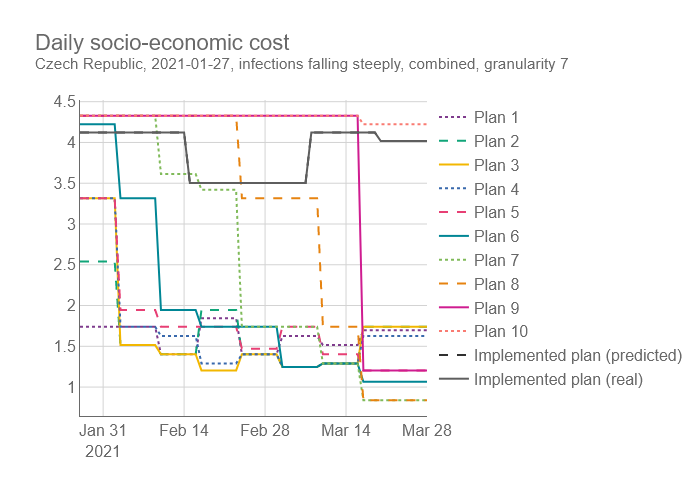 Daily socio-economic cost
Czech Republic, 2021-01-27, infections falling steeply, combined, granularity 7
4.5
4
3.5
3
2.5
2
1.5
1
Jan 31
2021
Feb 14
Feb 28
Mar 14
Mar 28
Plan 1
Plan 2
Plan 3
Plan 4
Plan 5
Plan 6
Plan 7
Plan 8
Plan 9
Plan 10
Implemented plan (predicted)
Implemented plan (real)